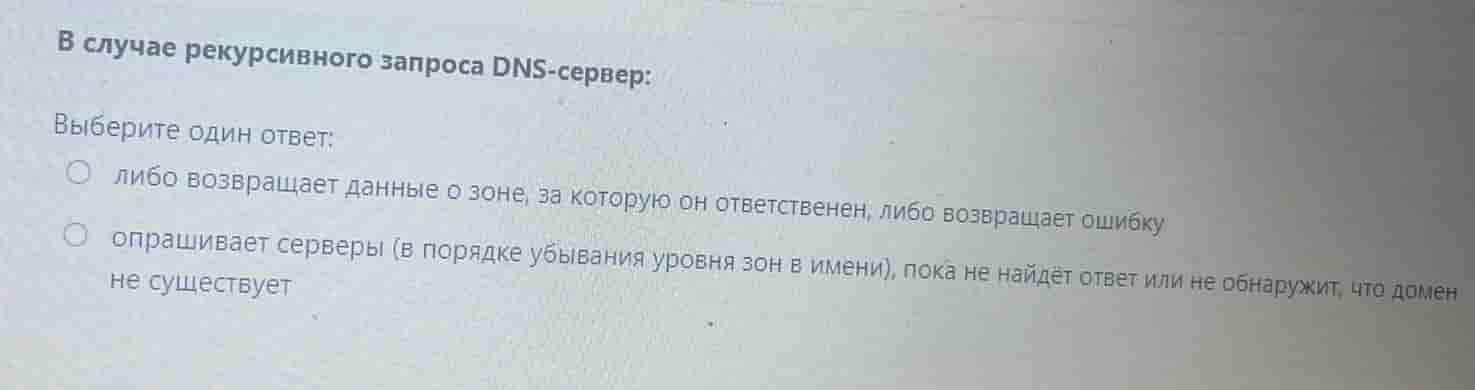 В случае рекурсивного запроса DNS-сервер:
Выберите один ответ:
либо возвращает данные о зоне, за которую он ответственен, либо возвращает ошибку
опрашивает серверы (в порядке убывания уровня зон в имени), пока не найдёт ответ или не обнаружит, что домен
не существует